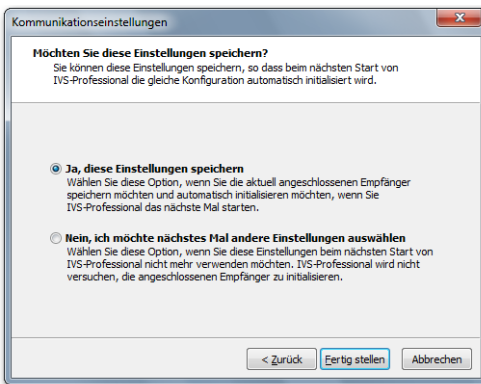 Kommunikationseinstellungen
Möchten Sie diese Einstellungen speichern?
Sie können diese Einstellungen speichern, so dass beim nächsten Start von
IVS-Professional die gleiche Konfiguration automatisch initialisiert wird.
Ja, diese Einstellungen speichern
Wählen Sie diese Option, wenn Sie die aktuell angeschlossenen Empfänger
speichern möchten und automatisch initialisieren möchten, wenn Sie
IVS-Professional das nächste Mal starten.
Nein, ich möchte nächstes Mal andere Einstellungen auswählen
Wählen Sie diese Option, wenn Sie diese Einstellungen beim nächsten Start von
IVS-Professional nicht mehr verwenden möchten. IVS-Professional wird nicht
versuchen, die angeschlossenen Empfänger zu initialisieren.
< Zurück Fertig stellen Abbrechen